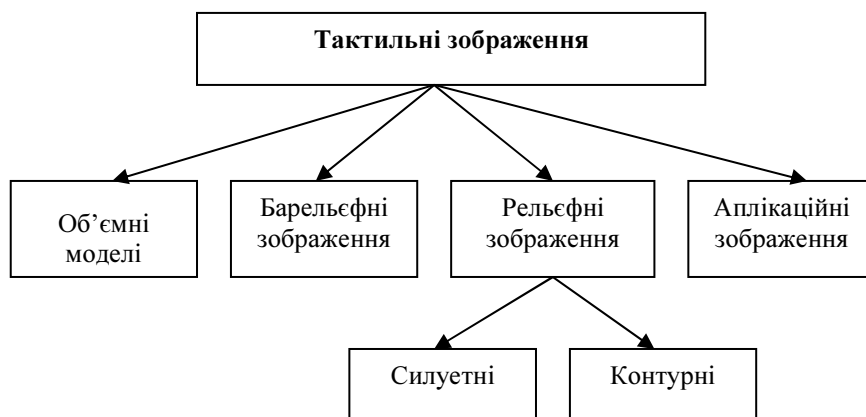 Тактильні зображення
Об’ємні
моделі
Барельєфні
зображення
Рельєфні
зображення
Аплікаційні
зображення
Силуетні
Контурні